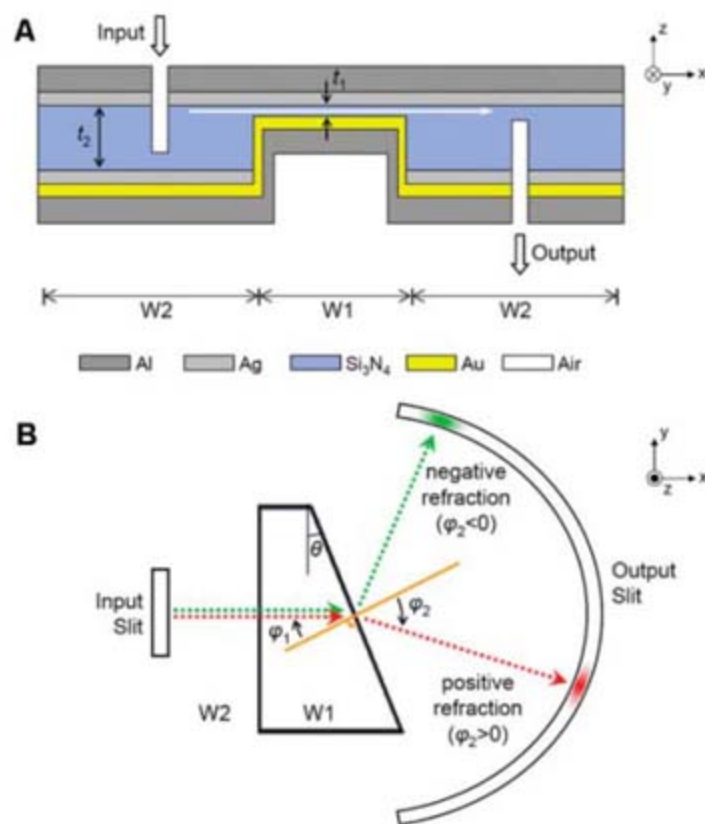 A
Input
z
y
x
t₁
t₂
Output
W2
W1
W2
Al
Ag
Si₃N₄
Au
Air
B
y
z
x
negative
refraction
(φ₂<0)
θ
Input
Slit
φ₁
φ₂
Output
Slit
W2
W1
positive
refraction
(φ₂>0)